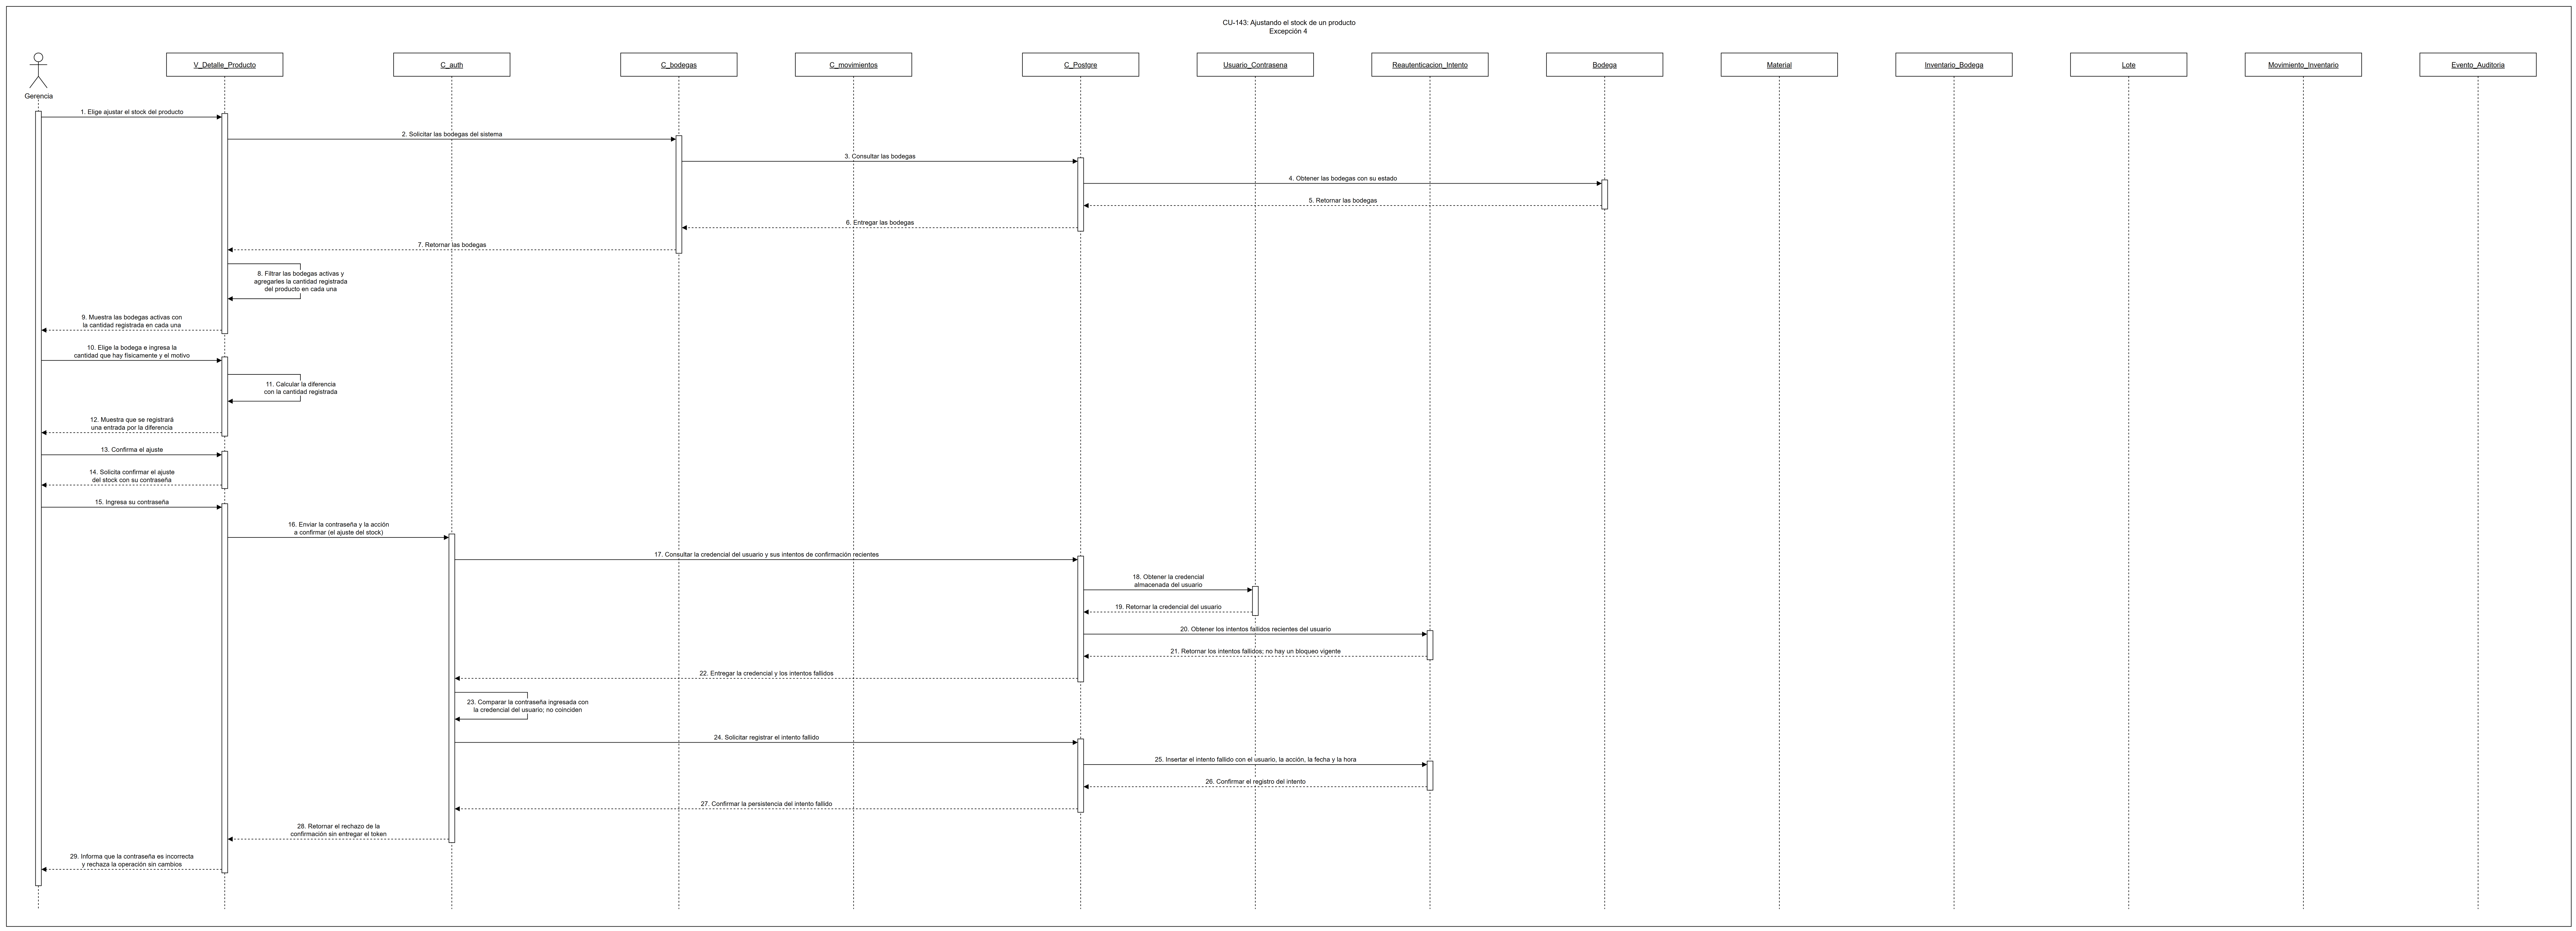 CU-143: Ajustando el stock de un producto
Excepción 4
Gerencia
V_Detalle_Producto
C_auth
C_bodegas
C_movimientos
C_Postgre
Usuario_Contrasena
Reautenticacion_Intento
Bodega
Material
Inventario_Bodega
Lote
Movimiento_Inventario
Evento_Auditoria
1. Elige ajustar el stock del producto
2. Solicitar las bodegas del sistema
3. Consultar las bodegas
4. Obtener las bodegas con su estado
5. Retornar las bodegas
6. Entregar las bodegas
7. Retornar las bodegas
8. Filtrar las bodegas activas y
agregarles la cantidad registrada
del producto en cada una
9. Muestra las bodegas activas con
la cantidad registrada en cada una
10. Elige la bodega e ingresa la
cantidad que hay físicamente y el motivo
11. Calcular la diferencia
con la cantidad registrada
12. Muestra que se registrará
una entrada por la diferencia
13. Confirma el ajuste
14. Solicita confirmar el ajuste
del stock con su contraseña
15. Ingresa su contraseña
16. Enviar la contraseña y la acción
a confirmar (el ajuste del stock)
17. Consultar la credencial del usuario y sus intentos de confirmación recientes
18. Obtener la credencial
almacenada del usuario
19. Retornar la credencial del usuario
20. Obtener los intentos fallidos recientes del usuario
21. Retornar los intentos fallidos; no hay un bloqueo vigente
22. Entregar la credencial y los intentos fallidos
23. Comparar la contraseña ingresada con
la credencial del usuario; no coinciden
24. Solicitar registrar el intento fallido
25. Insertar el intento fallido con el usuario, la acción, la fecha y la hora
26. Confirmar el registro del intento
27. Confirmar la persistencia del intento fallido
28. Retornar el rechazo de la
confirmación sin entregar el token
29. Informa que la contraseña es incorrecta
y rechaza la operación sin cambios